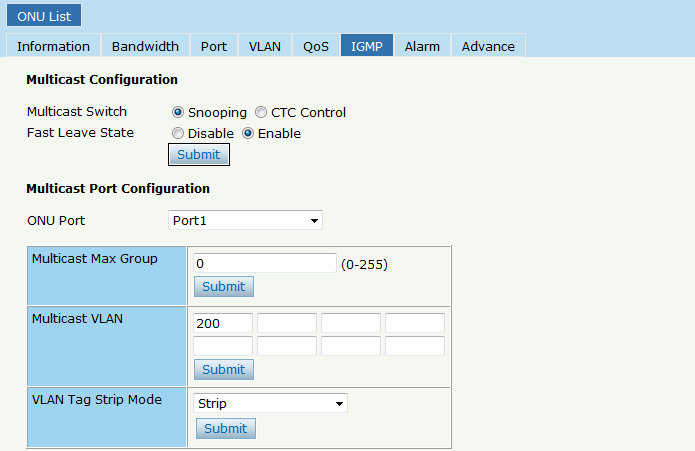 ONU List
Information Bandwidth Port VLAN QoS IGMP Alarm Advance
Multicast Configuration
Multicast Switch Snooping CTC Control
Fast Leave State Disable Enable
Submit
Multicast Port Configuration
ONU Port Port1
Multicast Max Group 0 (0-255)
Submit
Multicast VLAN 200
Submit
VLAN Tag Strip Mode Strip
Submit